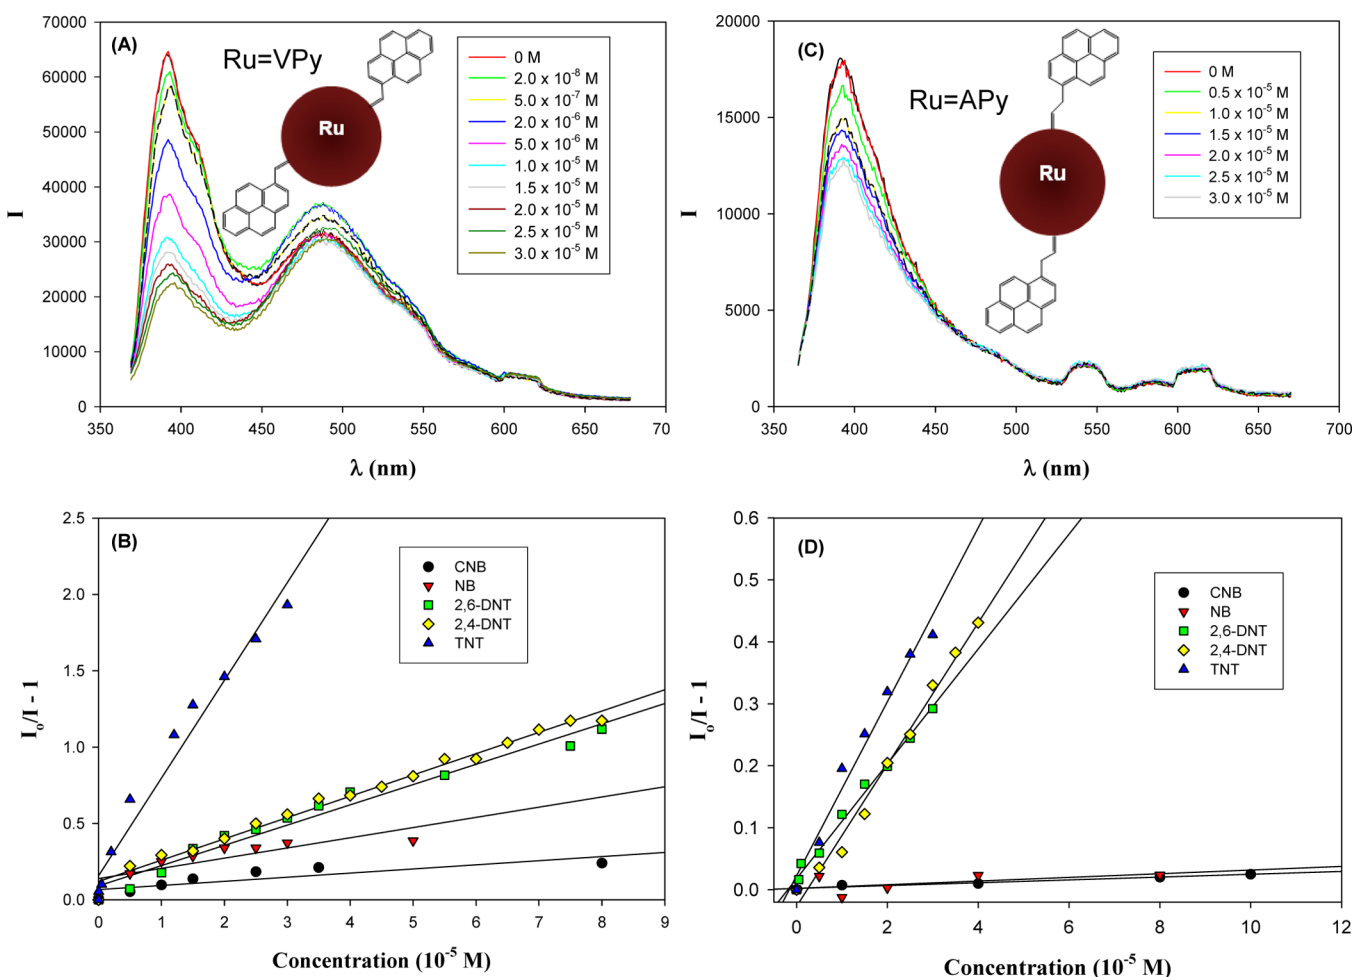 (A)
Ru=VPy
Ru
0 M
2.0 x 10-8 M
5.0 x 10-7 M
2.0 x 10-6 M
5.0 x 10-6 M
1.0 x 10-5 M
1.5 x 10-5 M
2.0 x 10-5 M
2.5 x 10-5 M
3.0 x 10-5 M
70000
60000
50000
40000
30000
20000
10000
0
I
350 400 450 500 550 600 650 70
λ (nm)
(C)
Ru=APy
Ru
0 M
0.5 x 10-5 M
1.0 x 10-5 M
1.5 x 10-5 M
2.0 x 10-5 M
2.5 x 10-5 M
3.0 x 10-5 M
20000
15000
10000
5000
0
I
350 400 450 500 550 600 650 700
λ (nm)
(B)
CNB
NB
2,6-DNT
2,4-DNT
TNT
2.5
2.0
1.5
1.0
0.5
0.0
Io/I - 1
0 1 2 3 4 5 6 7 8 9
Concentration (10-5 M)
(D)
CNB
NB
2,6-DNT
2,4-DNT
TNT
0.6
0.5
0.4
0.3
0.2
0.1
0.0
Io/I - 1
0 2 4 6 8 10 12
Concentration (10-5 M)